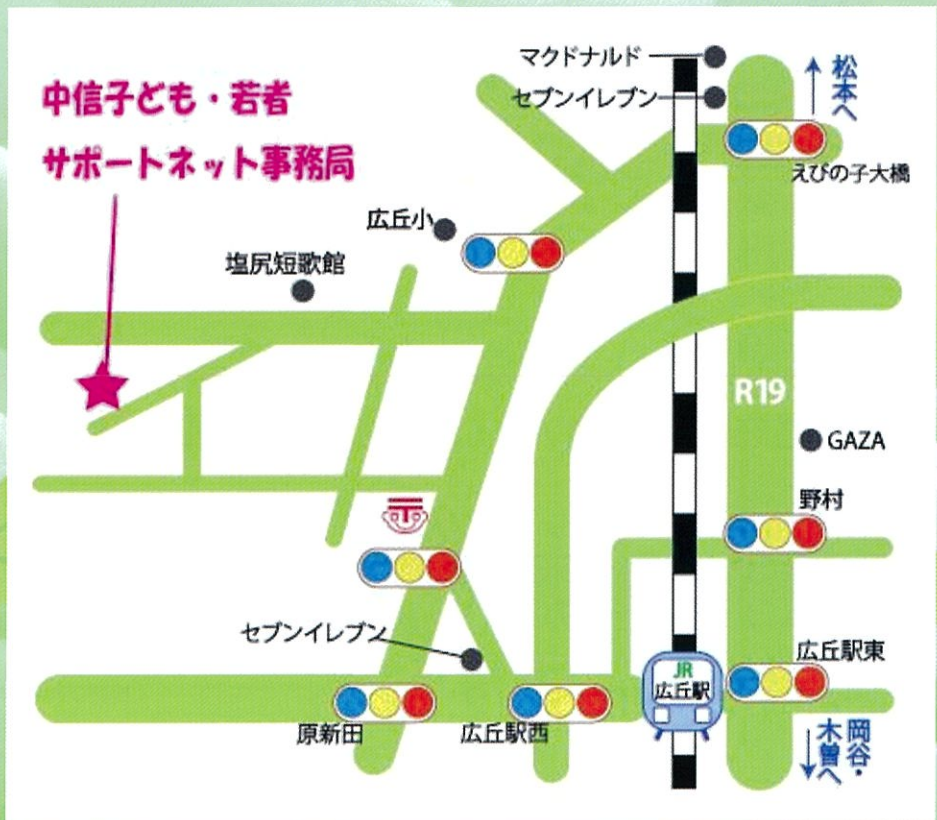 マクドナルド
セブンイレブン
松本へ
えびの子大橋
中信子ども・若者
サポートネット事務局
広丘小
塩尻短歌館
R19
GAZA
野村
〒
セブンイレブン
広丘駅東
JR
広丘駅
原新田
広丘駅西
岡谷・
木曽へ